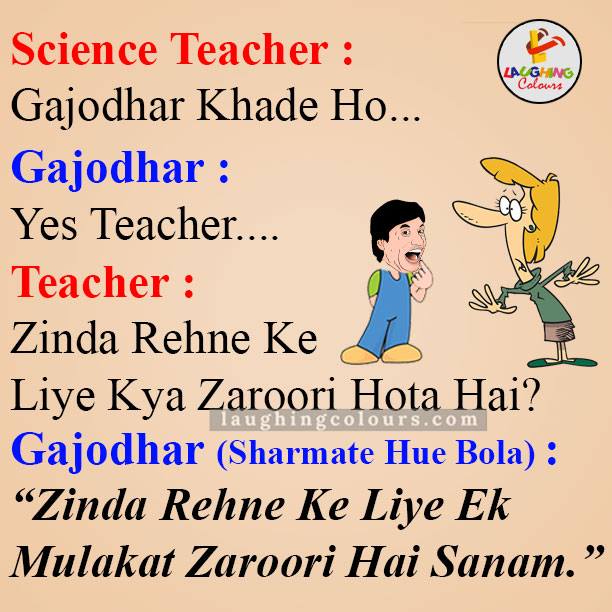 Science Teacher :
LAUGHING
Colours
Gajodhar Khade Ho...
Gajodhar :
Yes Teacher....
Teacher :
Zinda Rehne Ke
Liye Kya Zaroori Hota Hai?
laughingcolours.com
Gajodhar (Sharmate Hue Bola) :
“Zinda Rehne Ke Liye Ek
Mulakat Zaroori Hai Sanam.”